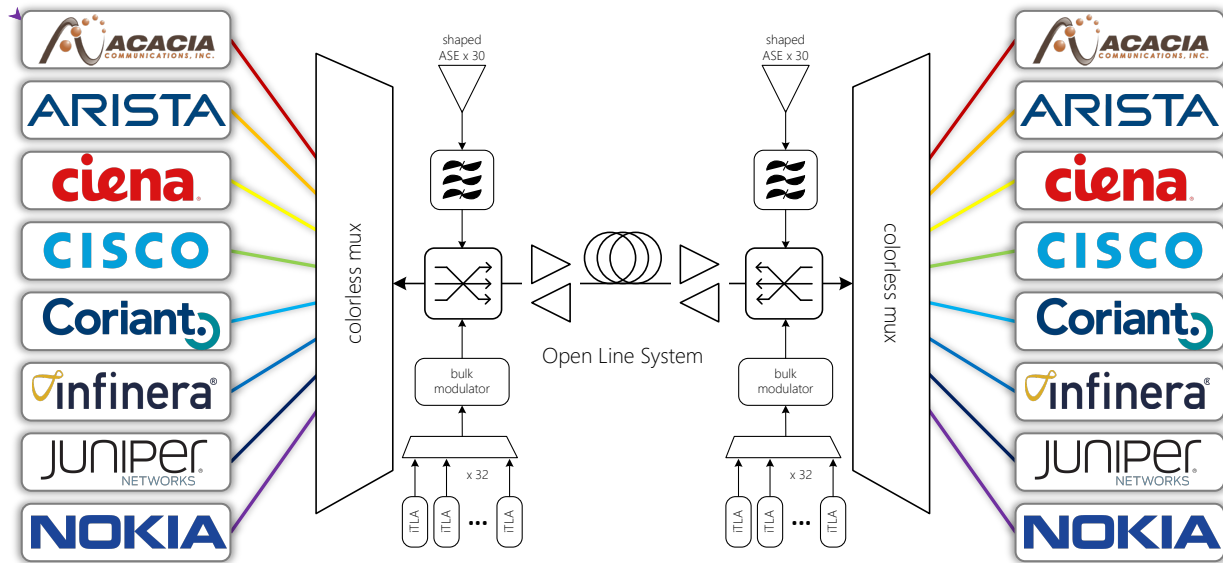 ACACIA
COMMUNICATIONS, INC.
ARISTA
ciena®
CISCO
Coriant
infinera®
JUNIPER®
NETWORKS
NOKIA
colorless mux
shaped
ASE x 30
bulk
modulator
x 32
iTLA
iTLA
...
iTLA
Open Line System
shaped
ASE x 30
bulk
modulator
x 32
iTLA
iTLA
...
iTLA
colorless mux
ACACIA
COMMUNICATIONS, INC.
ARISTA
ciena®
CISCO
Coriant
infinera®
JUNIPER®
NETWORKS
NOKIA